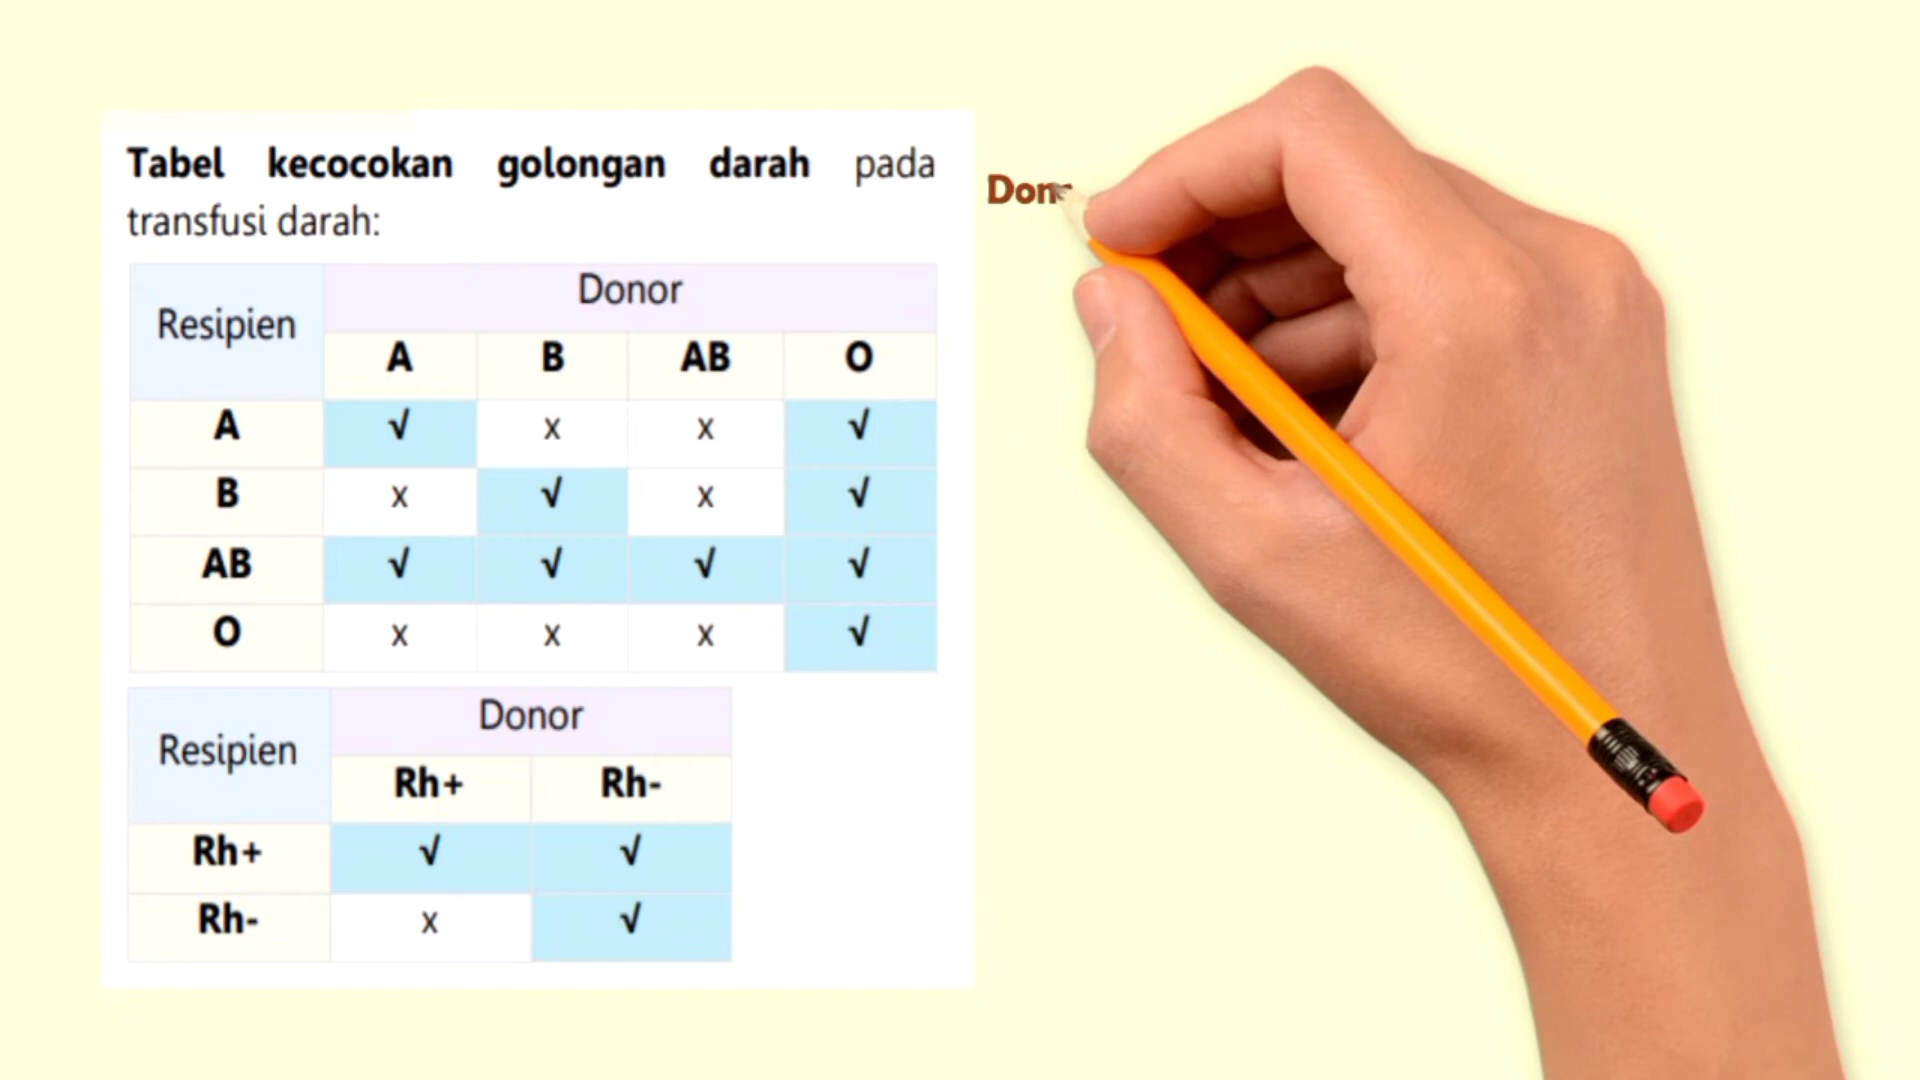 Tabel kecocokan golongan darah pada
transfusi darah:
Resipien Donor
A B AB O
A √ x x √
B x √ x √
AB √ √ √ √
O x x x √
Resipien Donor
Rh+ Rh-
Rh+ √ √
Rh- x √